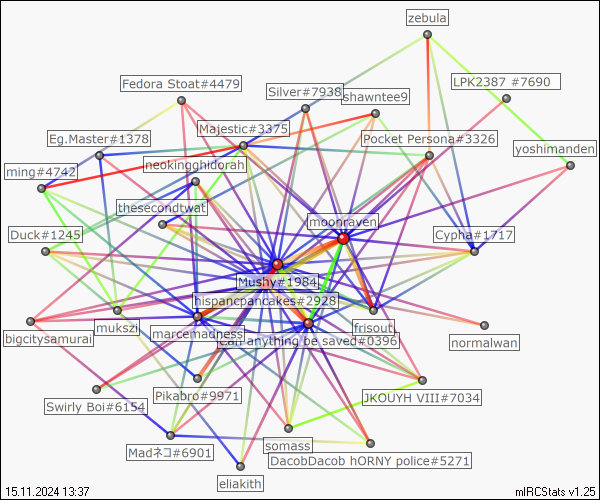 zebula
Fedora Stoat#4479
LPK2387 #7690
Silver#7938
shawntee9
Majestic#3375
Eg.Master#1378
Pocket Persona#3326
yoshimanden
ming#4742
neokingghidorah
thesecondtwat
moonraven
Duck#1245
Cypha#1717
Mushy#1984
hispancpancakes#2928
bigcitysamurai
mukszi
marcemadness
frisout
can anything be saved#0396
normalwan
Pikabro#9971
Swirly Boi#6154
JKOUYH VIII#7034
Madネコ#6901
somass
DacobDacob hORNY police#5271
eliakith
15.11.2024 13:37
mIRCStats v1.25